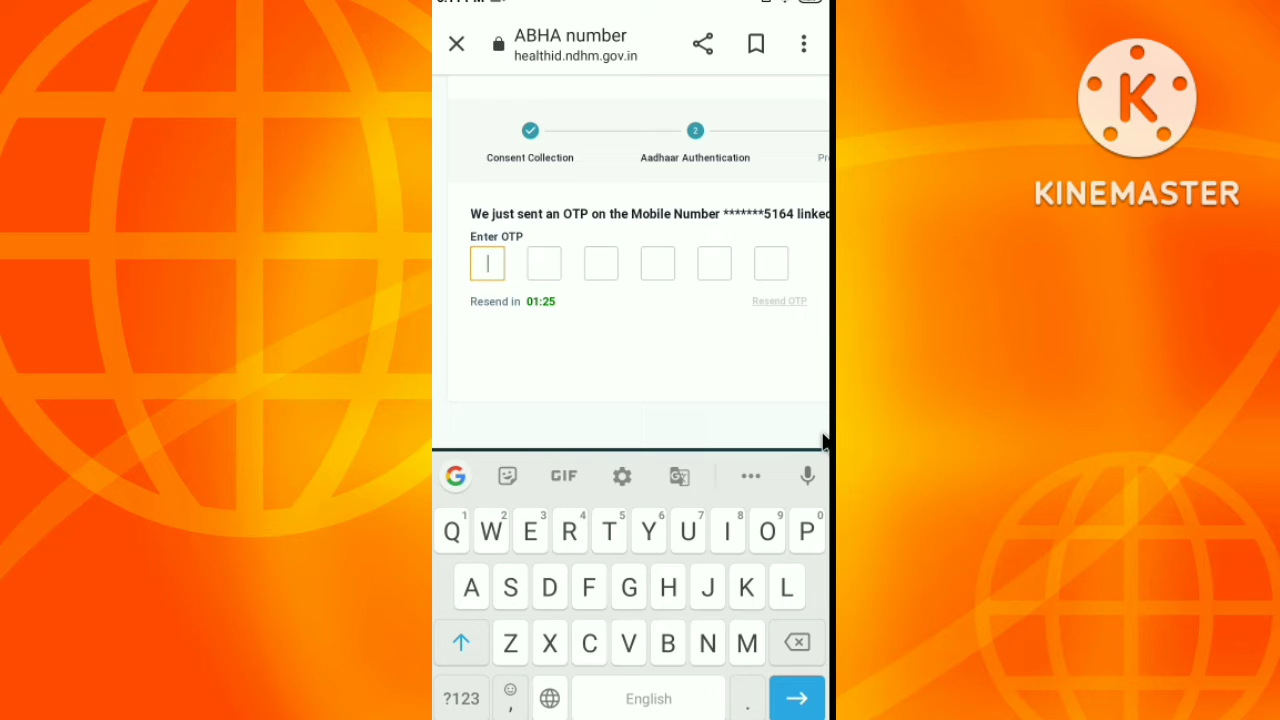 ABHA number
healthid.ndhm.gov.in
2
Consent Collection
Aadhaar Authentication
We just sent an OTP on the Mobile Number *******5164 linked
Enter OTP
Resend in 01:25
Resend OTP
KINEMASTER
K
G GIF
1 2 3 4 5 6 7 8 9 0
Q W E R T Y U I O P
A S D F G H J K L
Z X C V B N M
?123 , English .